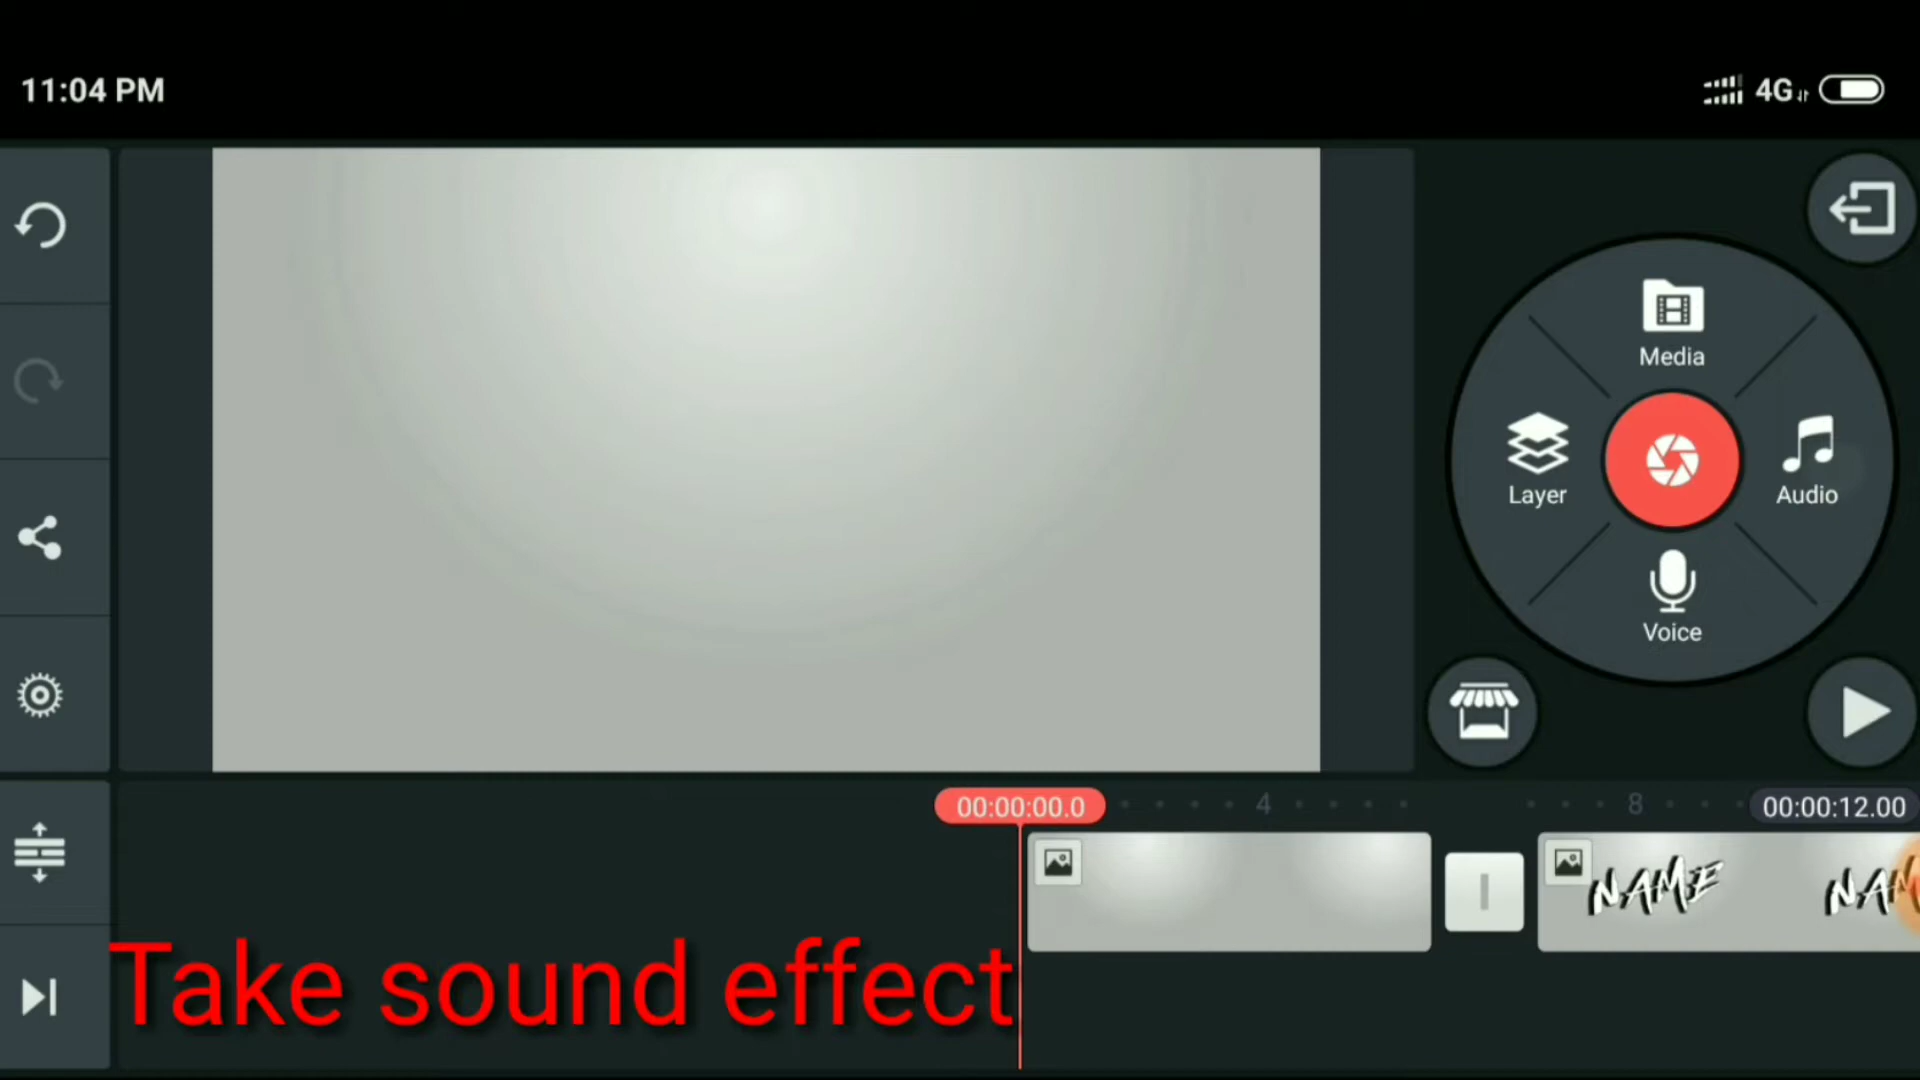 11:04 PM
4G
Media
Layer
Audio
Voice
00:00:00.0
4
8
00:00:12.00
NAME
NAM
Take sound effect